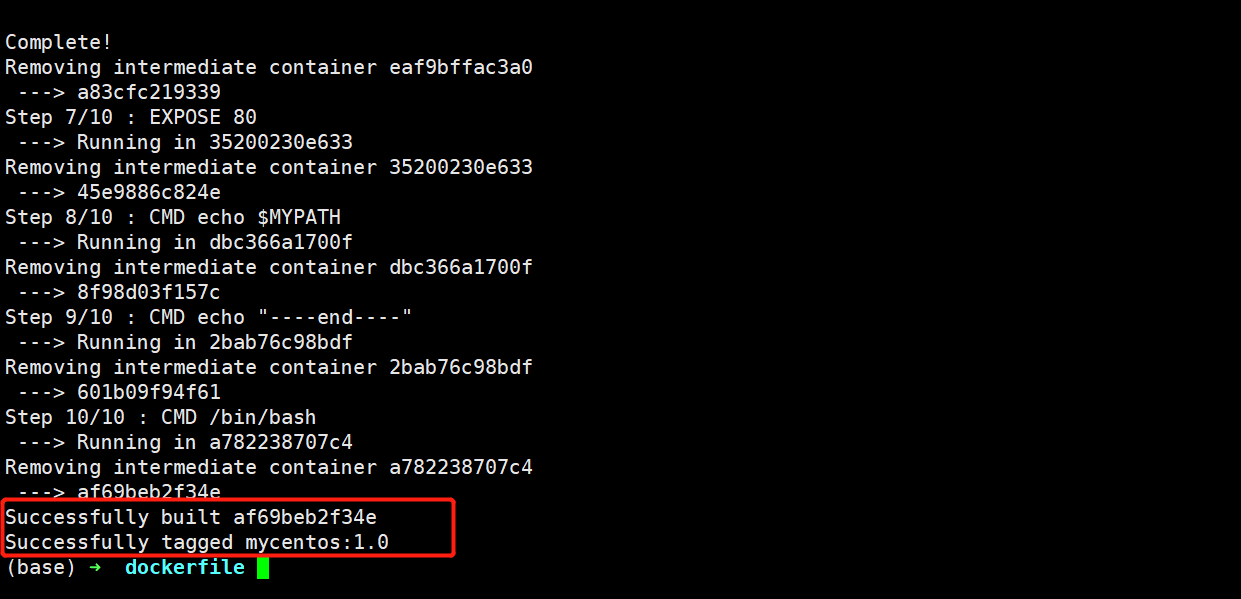 Complete!
Removing intermediate container eaf9bffac3a0
 ---> a83cfc219339
Step 7/10 : EXPOSE 80
 ---> Running in 35200230e633
Removing intermediate container 35200230e633
 ---> 45e9886c824e
Step 8/10 : CMD echo $MYPATH
 ---> Running in dbc366a1700f
Removing intermediate container dbc366a1700f
 ---> 8f98d03f157c
Step 9/10 : CMD echo "----end----"
 ---> Running in 2bab76c98bdf
Removing intermediate container 2bab76c98bdf
 ---> 601b09f94f61
Step 10/10 : CMD /bin/bash
 ---> Running in a782238707c4
Removing intermediate container a782238707c4
 ---> af69beb2f34e
Successfully built af69beb2f34e
Successfully tagged mycentos:1.0
(base) → dockerfile